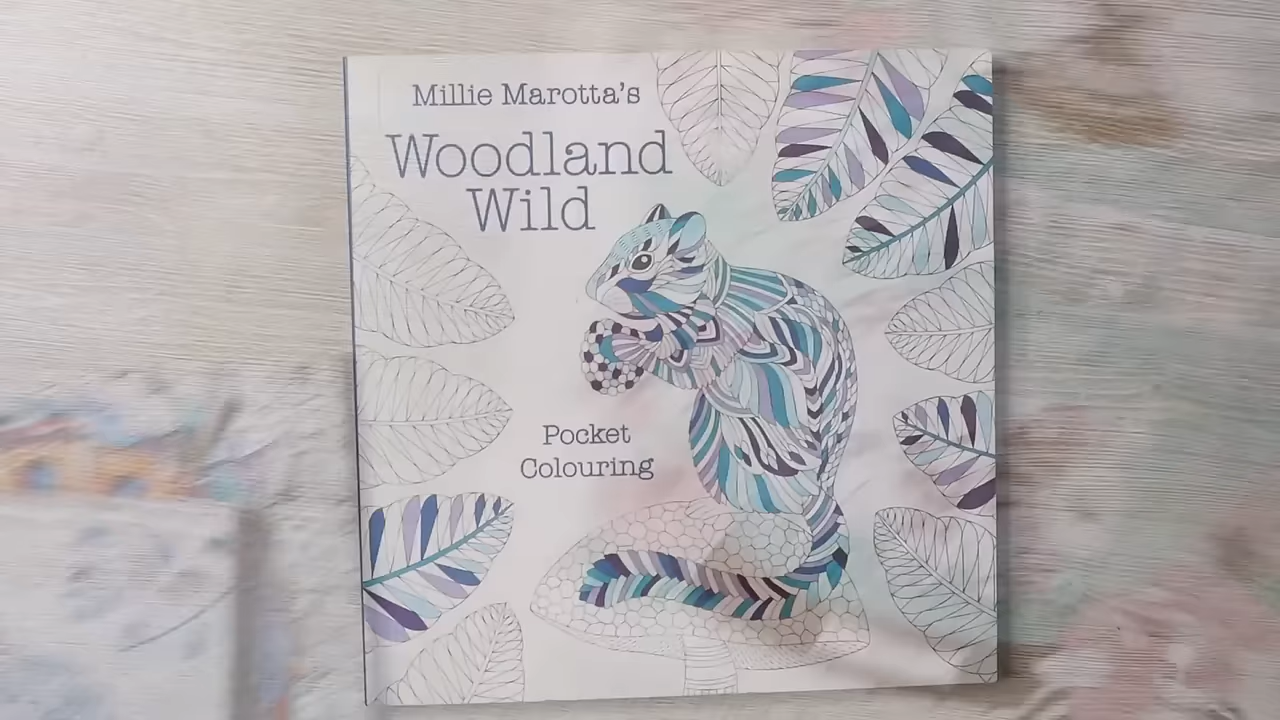 Millie Marotta's
Woodland
Wild
Pocket
Colouring